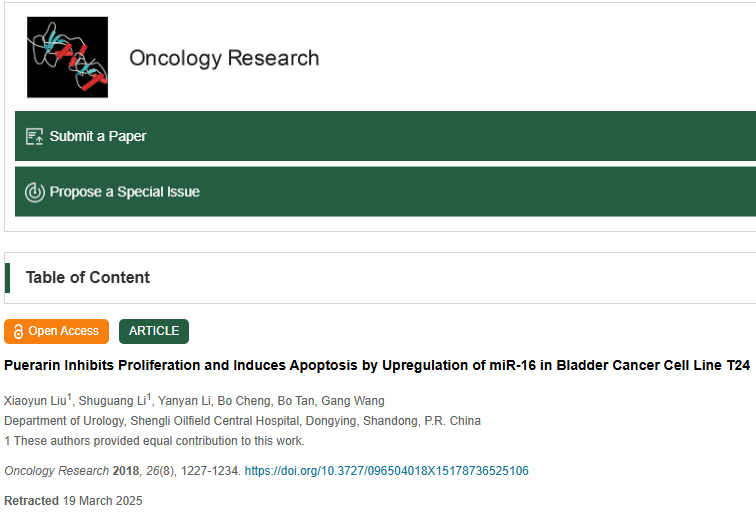 Oncology Research
Submit a Paper
Propose a Special Issue
Table of Content
Open Access ARTICLE
Puerarin Inhibits Proliferation and Induces Apoptosis by Upregulation of miR-16 in Bladder Cancer Cell Line T24
Xiaoyun Liu1, Shuguang Li1, Yanyan Li, Bo Cheng, Bo Tan, Gang Wang
Department of Urology, Shengli Oilfield Central Hospital, Dongying, Shandong, P.R. China
1 These authors provided equal contribution to this work.
Oncology Research 2018, 26(8), 1227-1234. https://doi.org/10.3727/096504018X15178736525106
Retracted 19 March 2025